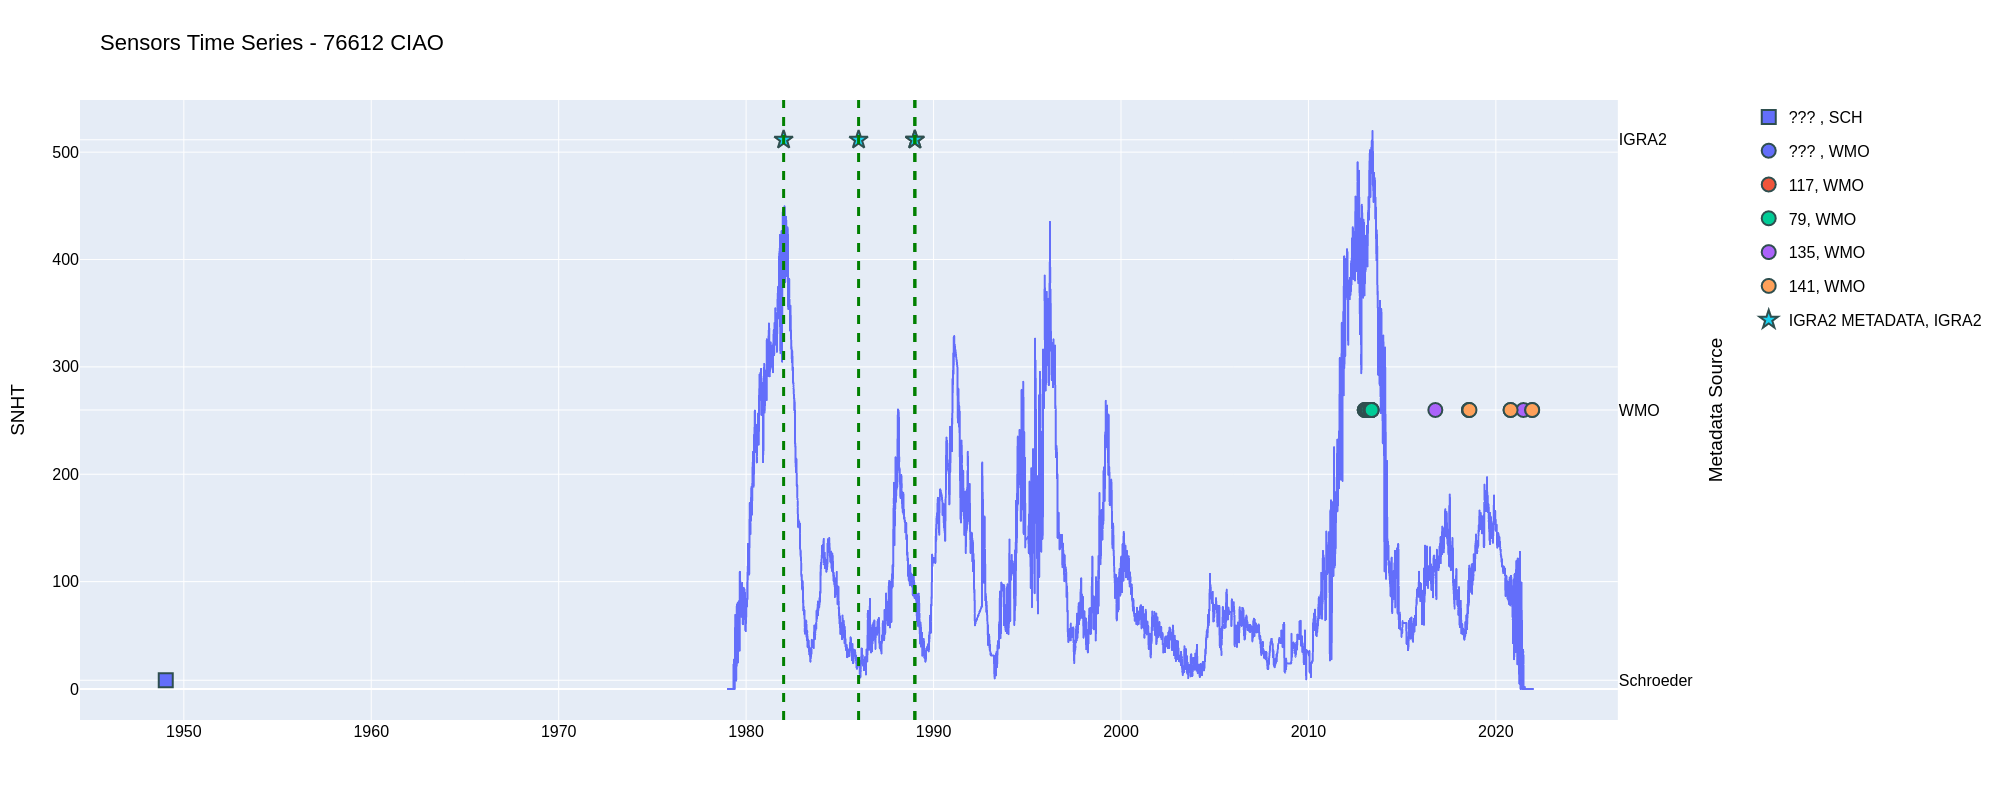 Sensors Time Series - 76612 CIAO
SNHT
500
400
300
200
100
0
1950
1960
1970
1980
1990
2000
2010
2020
IGRA2
WMO
Schroeder
Metadata Source
??? , SCH
??? , WMO
117, WMO
79, WMO
135, WMO
141, WMO
IGRA2 METADATA, IGRA2